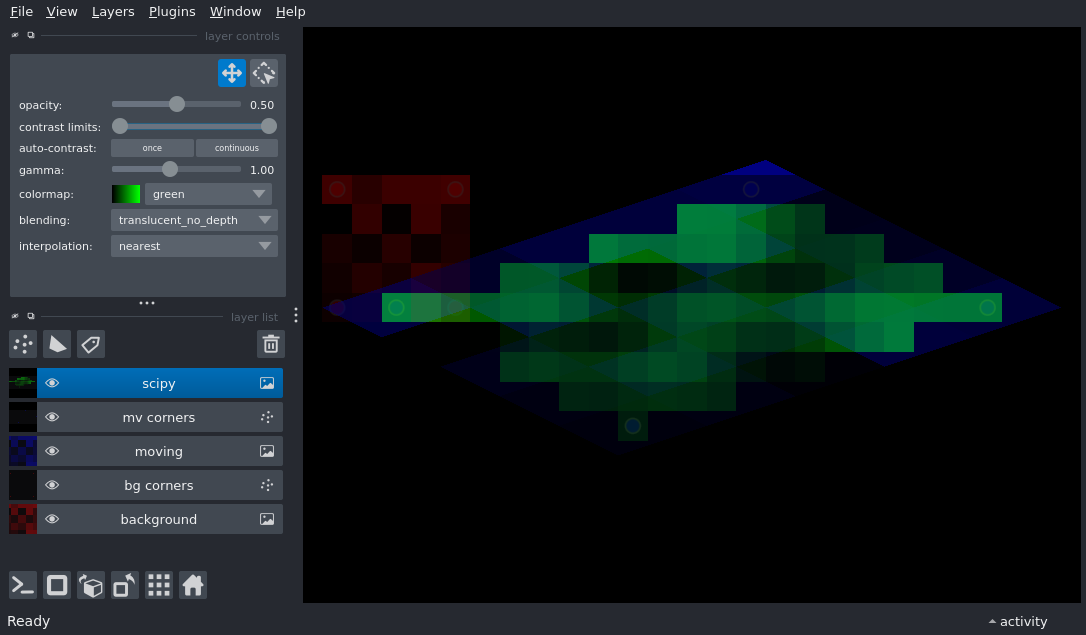 File View Layers Plugins Window Help
layer controls
opacity: 0.50
contrast limits:
auto-contrast: once continuous
gamma: 1.00
colormap: green
blending: translucent_no_depth
interpolation: nearest
layer list
scipy
mv corners
moving
bg corners
background
Ready activity